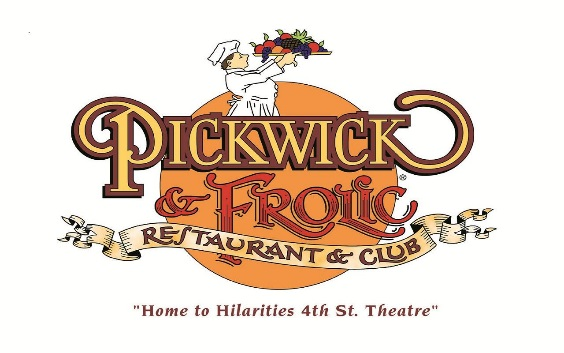 PICKWICK
& FROLIC®
RESTAURANT & CLUB
"Home to Hilarities 4th St. Theatre"